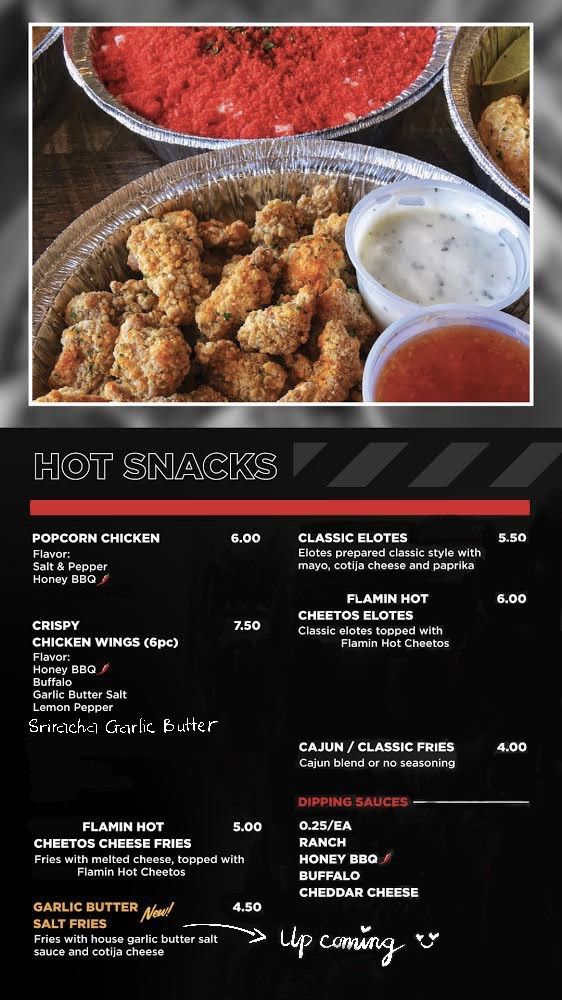 HOT SNACKS
POPCORN CHICKEN 6.00
Flavor:
Salt & Pepper
Honey BBQ
CRISPY 7.50
CHICKEN WINGS (6pc)
Flavor:
Honey BBQ
Buffalo
Garlic Butter Salt
Lemon Pepper
Sriracha Garlic Butter
FLAMIN HOT 5.00
CHEETOS CHEESE FRIES
Fries with melted cheese, topped with
Flamin Hot Cheetos
GARLIC BUTTER New! 4.50
SALT FRIES
Fries with house garlic butter salt
sauce and cotija cheese
Up coming
CLASSIC ELOTES 5.50
Elotes prepared classic style with
mayo, cotija cheese and paprika
FLAMIN HOT 6.00
CHEETOS ELOTES
Classic elotes topped with
Flamin Hot Cheetos
CAJUN / CLASSIC FRIES 4.00
Cajun blend or no seasoning
DIPPING SAUCES
0.25/EA
RANCH
HONEY BBQ
BUFFALO
CHEDDAR CHEESE